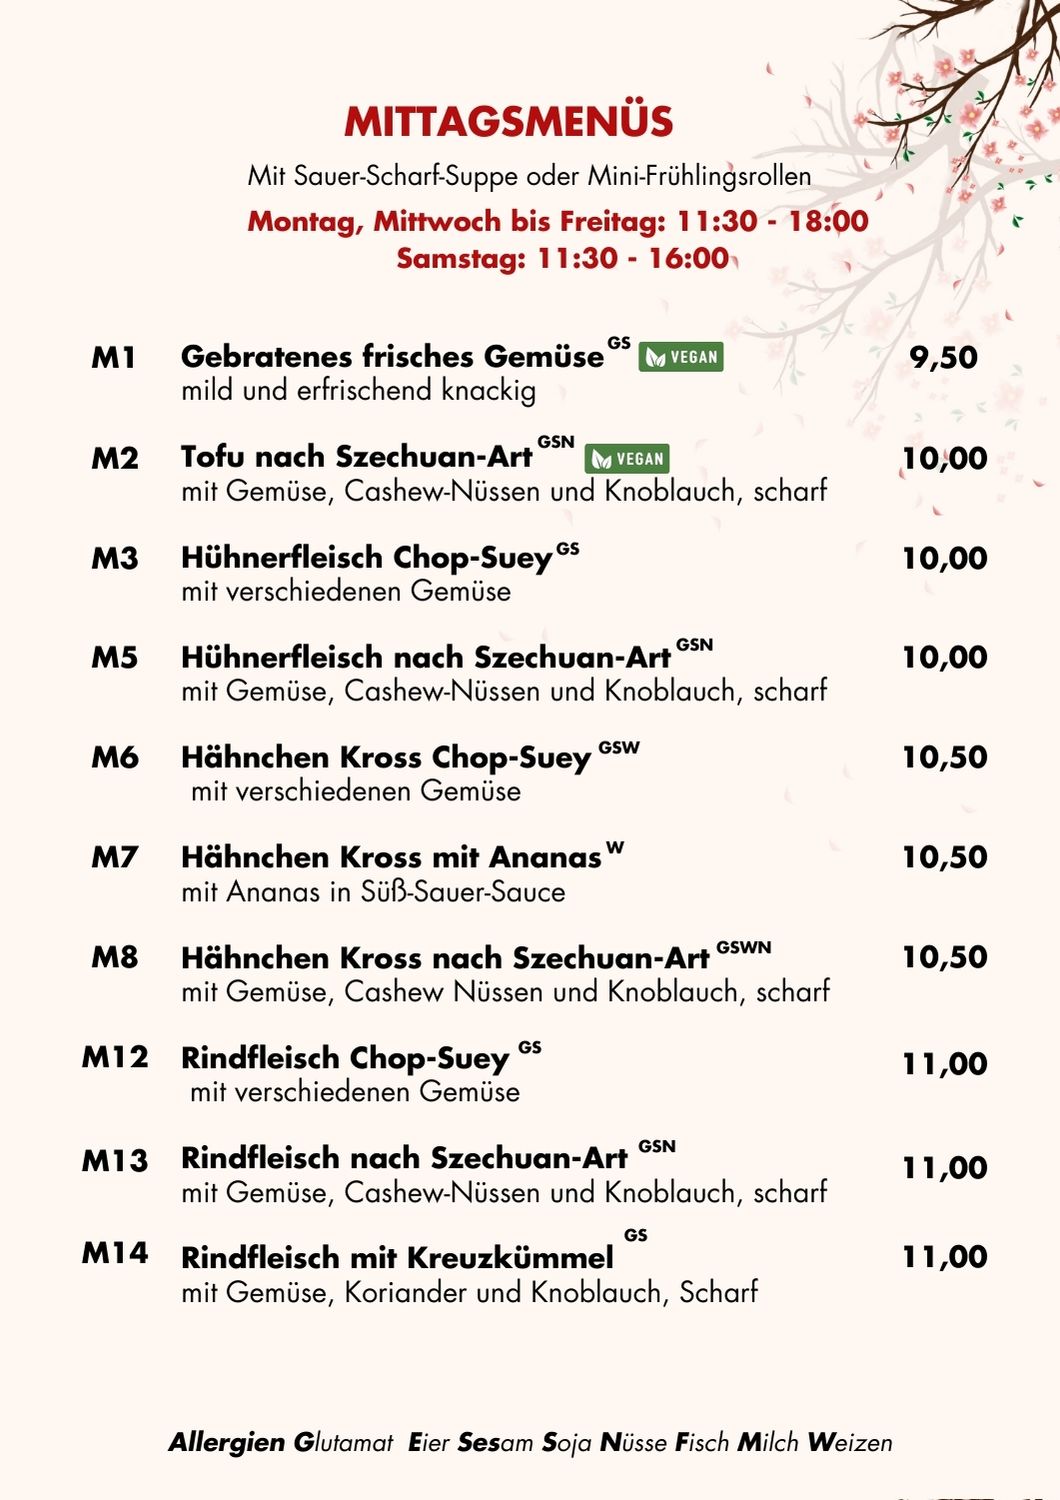 MITTAGSMENÜS
Mit Sauer-Scharf-Suppe oder Mini-Frühlingsrollen
Montag, Mittwoch bis Freitag: 11:30 - 18:00
Samstag: 11:30 - 16:00
M1 Gebratenes frisches Gemüse GS VEGAN 9,50
mild und erfrischend knackig
M2 Tofu nach Szechuan-Art GSN VEGAN 10,00
mit Gemüse, Cashew-Nüssen und Knoblauch, scharf
M3 Hühnerfleisch Chop-Suey GS 10,00
mit verschiedenen Gemüse
M5 Hühnerfleisch nach Szechuan-Art GSN 10,00
mit Gemüse, Cashew-Nüssen und Knoblauch, scharf
M6 Hähnchen Kross Chop-Suey GSW 10,50
mit verschiedenen Gemüse
M7 Hähnchen Kross mit Ananas W 10,50
mit Ananas in Süß-Sauer-Sauce
M8 Hähnchen Kross nach Szechuan-Art GSWN 10,50
mit Gemüse, Cashew Nüssen und Knoblauch, scharf
M12 Rindfleisch Chop-Suey GS 11,00
mit verschiedenen Gemüse
M13 Rindfleisch nach Szechuan-Art GSN 11,00
mit Gemüse, Cashew-Nüssen und Knoblauch, scharf
M14 Rindfleisch mit Kreuzkümmel GS 11,00
mit Gemüse, Koriander und Knoblauch, Scharf
Allergien Glutamat Eier Sesam Soja Nüsse Fisch Milch Weizen